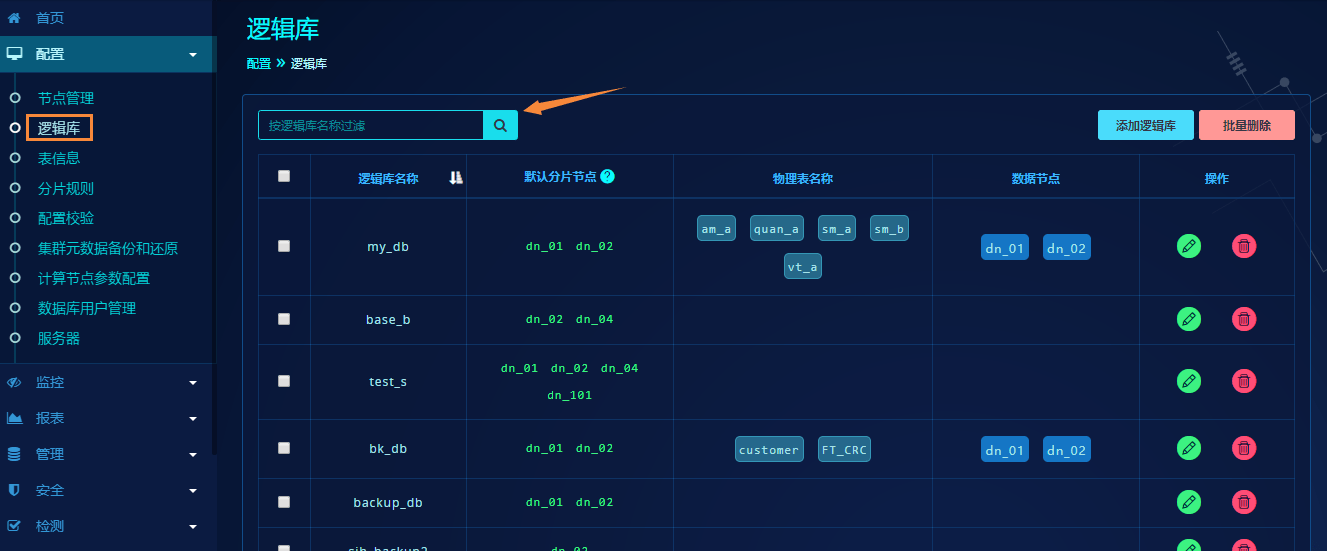 首页
配置
节点管理
逻辑库
表信息
分片规则
配置校验
集群元数据备份和还原
计算节点参数配置
数据库用户管理
服务器
监控
报表
管理
安全
检测
逻辑库
配置 » 逻辑库
按逻辑库名称过滤
添加逻辑库 批量删除
逻辑库名称 默认分片节点 ? 物理表名称 数据节点 操作
my_db dn_01 dn_02 am_a quan_a sm_a sm_b dn_01 dn_02
vt_a
base_b dn_02 dn_04
test_s dn_01 dn_02 dn_04
dn_101
bk_db dn_01 dn_02 customer FT_CRC dn_01 dn_02
backup_db dn_01 dn_02